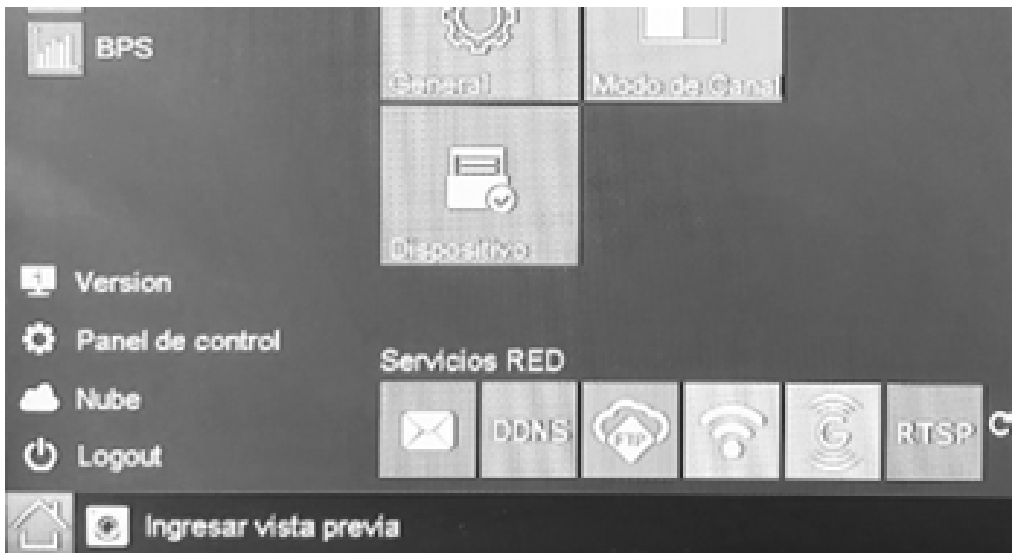 BPS
General
Modo de Canal
Dispositivo
Version
Panel de control
Nube
Logout
Servicios RED
DDNS
FTP
G
RTSP
Ingresar vista previa